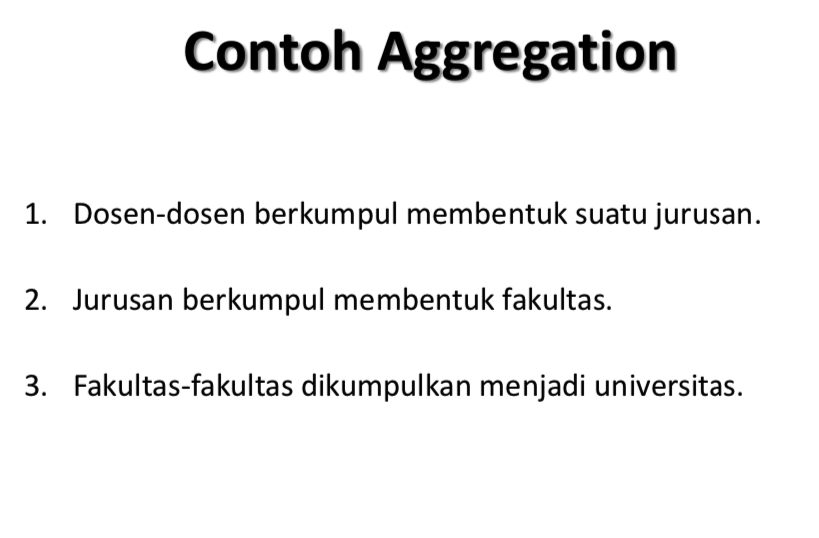 Contoh Aggregation
1. Dosen-dosen berkumpul membentuk suatu jurusan.
2. Jurusan berkumpul membentuk fakultas.
3. Fakultas-fakultas dikumpulkan menjadi universitas.